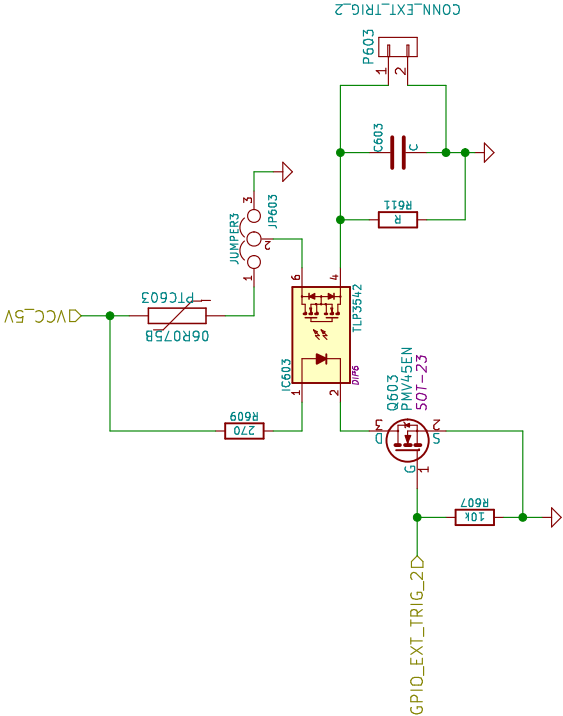 CONN_EXT_TRIG_2
P603
1
2
C603
C
R611
R
3
JP603
JUMPER3
2
1
6
4
TLP3542
PTC603
VCC_5V
06R075B
IC603
DIP6
1
2
R609
270
Q603
PMV45EN
SOT-23
3
D
2
S
G
1
R607
10k
GPIO_EXT_TRIG_2